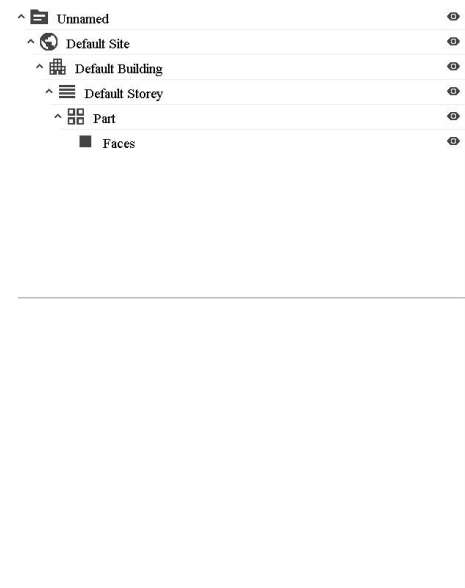 Unnamed
Default Site
Default Building
Default Storey
Part
Faces